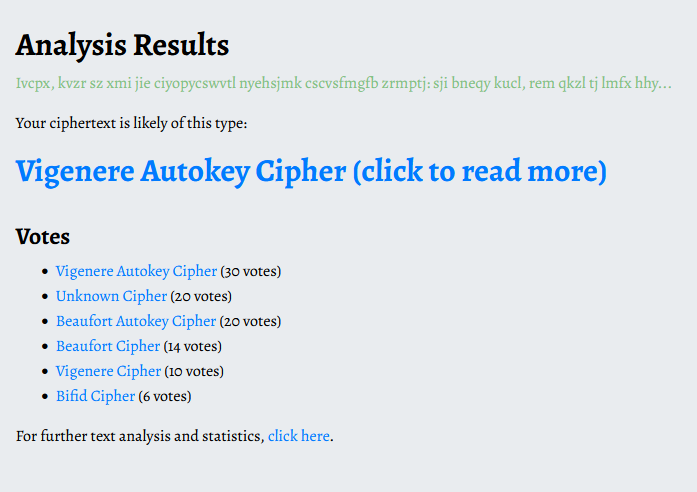 Analysis Results
Ivcpx, kvzr sz xmi jie ciyopycswvtl nyehsjmk cscvsfmgfb zrmptj: sji bneqy kucl, rem qkzl tj lmfx hhy...
Your ciphertext is likely of this type:
Vigenere Autokey Cipher (click to read more)
Votes
• Vigenere Autokey Cipher (30 votes)
• Unknown Cipher (20 votes)
• Beaufort Autokey Cipher (20 votes)
• Beaufort Cipher (14 votes)
• Vigenere Cipher (10 votes)
• Bifid Cipher (6 votes)
For further text analysis and statistics, click here.